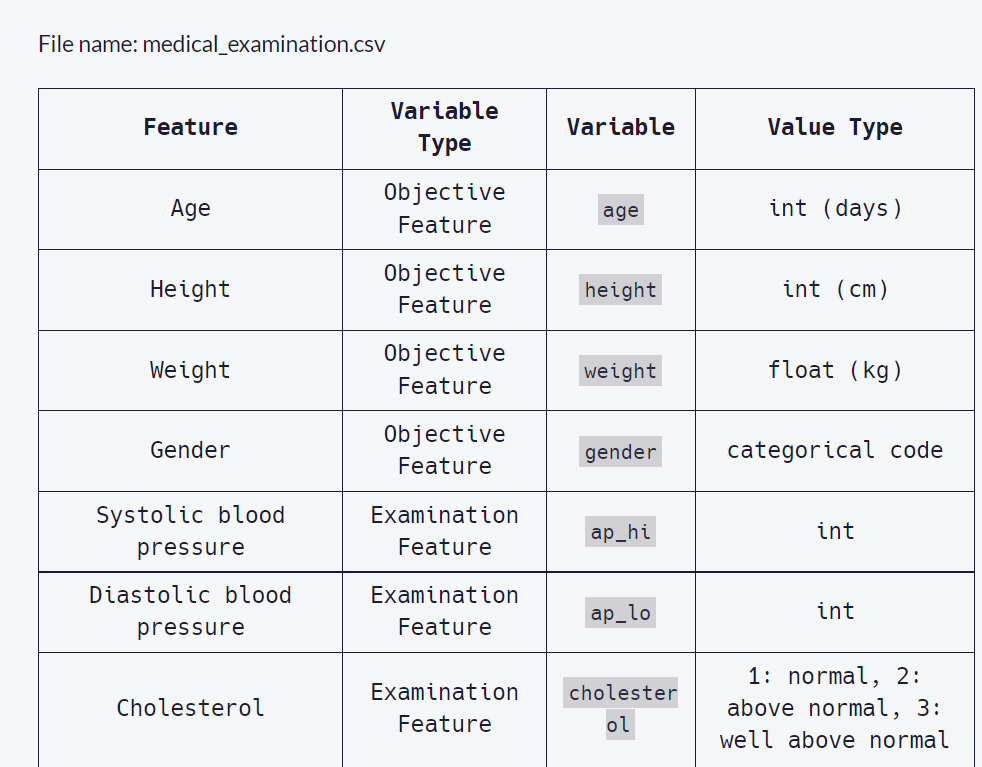 File name: medical_examination.csv
Feature
Variable
Type
Variable
Value Type
Age
Objective
Feature
age
int (days)
Height
Objective
Feature
height
int (cm)
Weight
Objective
Feature
weight
float (kg)
Gender
Objective
Feature
gender
categorical code
Systolic blood
pressure
Examination
Feature
ap_hi
int
Diastolic blood
pressure
Examination
Feature
ap_lo
int
Cholesterol
Examination
Feature
cholester
ol
1: normal, 2:
above normal, 3:
well above normal